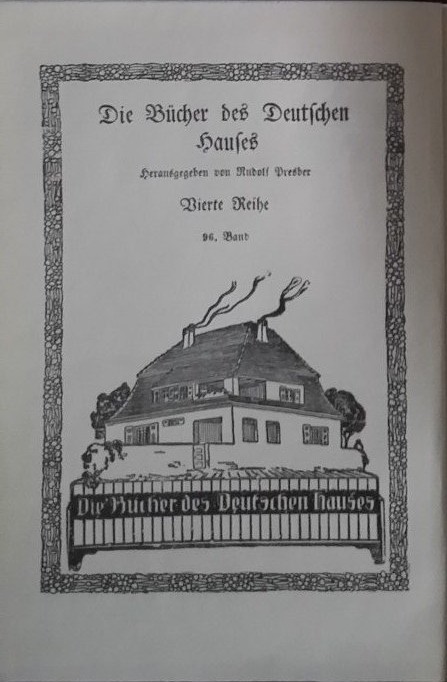 Die Bücher des Deutſchen
Hauſes
Herausgegeben von Rudolf Presber
Vierte Reihe
96. Band
Die Bücher des Deutschen Hauses